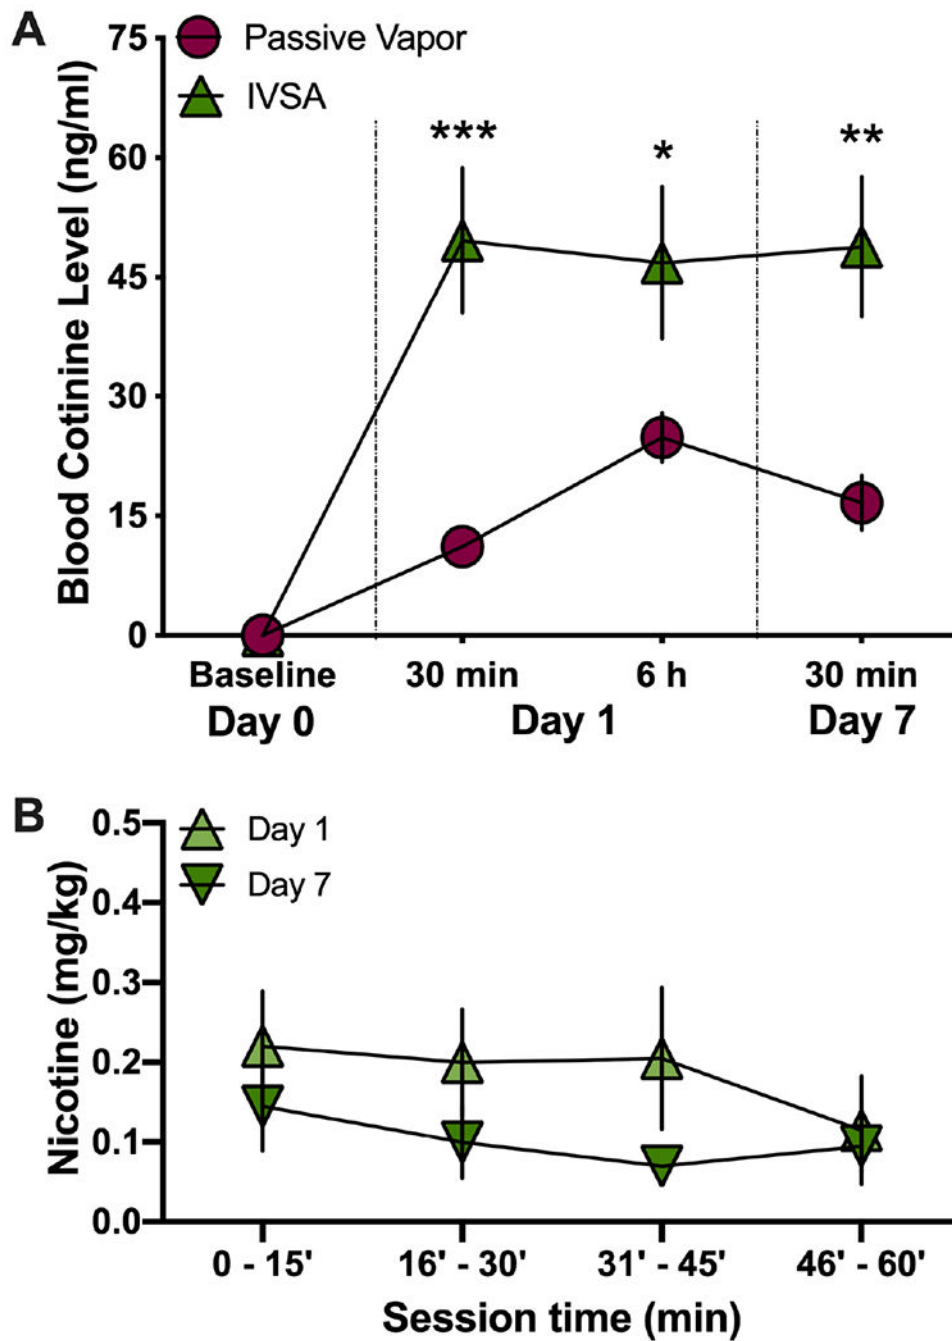 A
75
Passive Vapor
IVSA
***
*
**
60
45
30
15
0
Blood Cotinine Level (ng/ml)
Baseline 30 min 6 h 30 min
Day 0 Day 1 Day 7
B
0.5
Day 1
Day 7
0.4
0.3
0.2
0.1
0.0
Nicotine (mg/kg)
0 - 15' 16' - 30' 31' - 45' 46' - 60'
Session time (min)